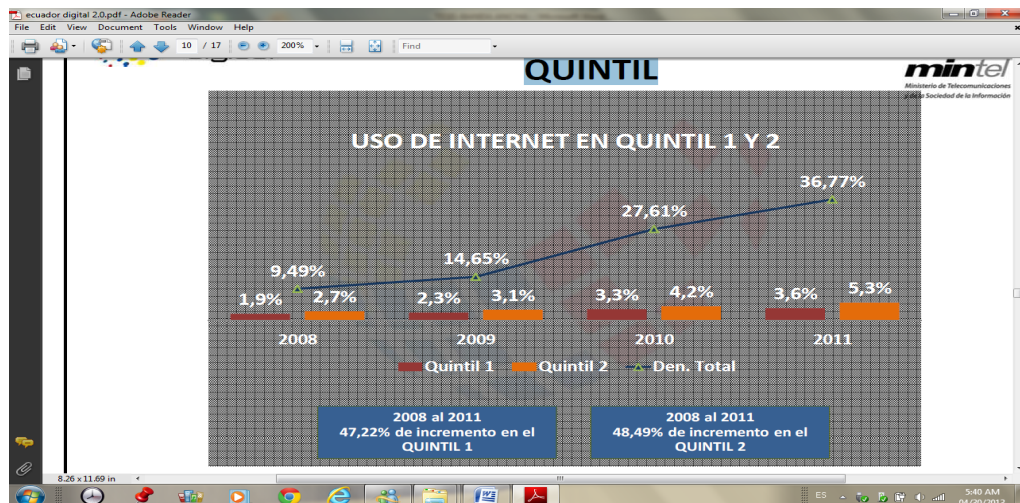 ecuador digital 2.0.pdf - Adobe Reader
File Edit View Document Tools Window Help
10 / 17 200% Find
QUINTIL
mintel
Ministerio de Telecomunicaciones
y de la Sociedad de la Información
USO DE INTERNET EN QUINTIL 1 Y 2
36,77%
27,61%
14,65%
9,49%
1,9% 2,7% 2,3% 3,1% 3,3% 4,2% 3,6% 5,3%
2008 2009 2010 2011
Quintil 1 Quintil 2 Den. Total
2008 al 2011
47,22% de incremento en el
QUINTIL 1
2008 al 2011
48,49% de incremento en el
QUINTIL 2
8.26 x 11.69 in
ES 5:40 AM